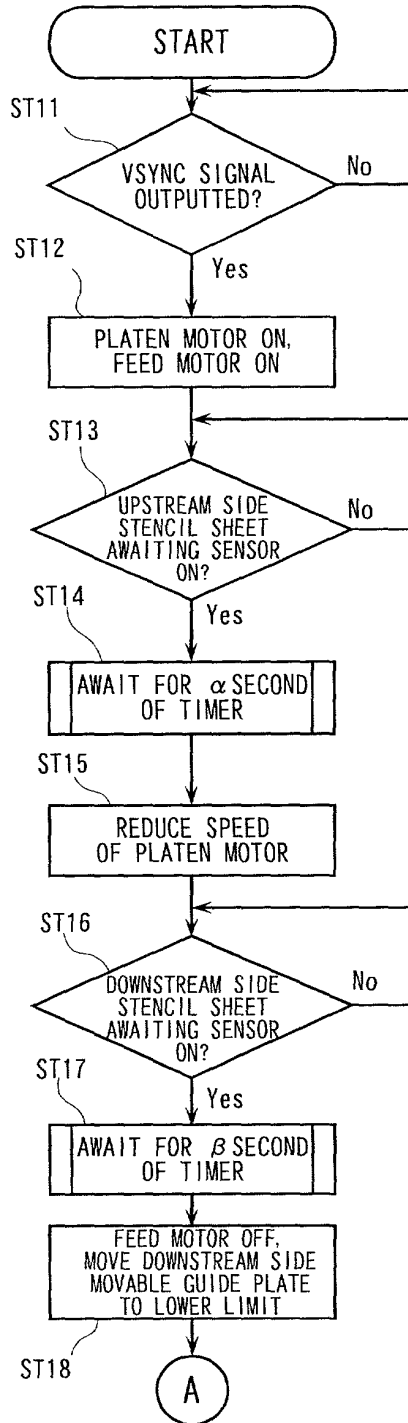 START
ST11
VSYNC SIGNAL
OUTPUTTED?
No
Yes
ST12
PLATEN MOTOR ON,
FEED MOTOR ON
ST13
UPSTREAM SIDE
STENCIL SHEET
AWAITING SENSOR
ON?
No
Yes
ST14
AWAIT FOR α SECOND
OF TIMER
ST15
REDUCE SPEED
OF PLATEN MOTOR
ST16
DOWNSTREAM SIDE
STENCIL SHEET
AWAITING SENSOR
ON?
No
Yes
ST17
AWAIT FOR β SECOND
OF TIMER
FEED MOTOR OFF,
MOVE DOWNSTREAM SIDE
MOVABLE GUIDE PLATE
TO LOWER LIMIT
ST18
A